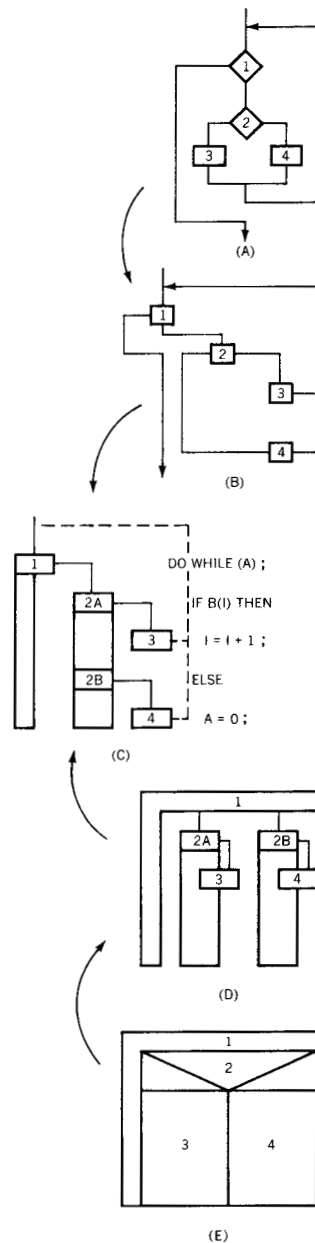 1
2
3 4
(A)
1
2
3
4
(B)
1 DO WHILE (A) ;
2A IF B(I) THEN
3 I = I + 1 ;
2B ELSE
4 A = 0 ;
(C)
1
2A 2B
3 4
(D)
1
2
3 4
(E)